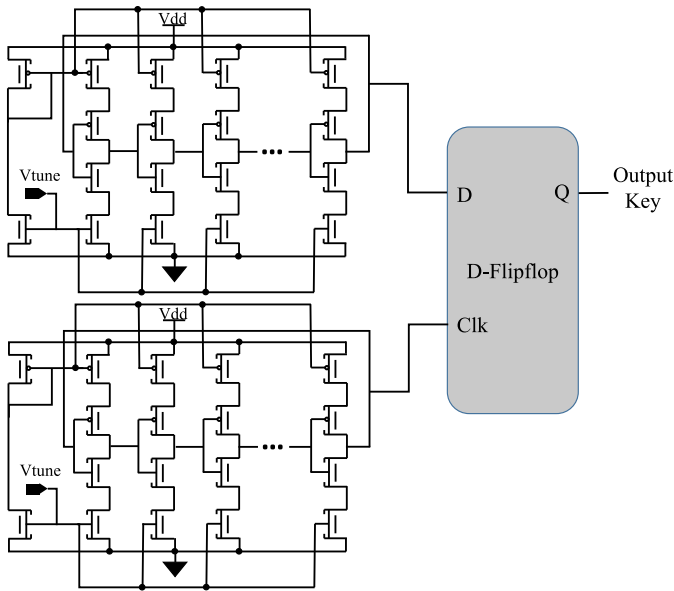 Vdd
Vtune
D
Q
Output
Key
D-Flipflop
Clk
Vdd
Vtune